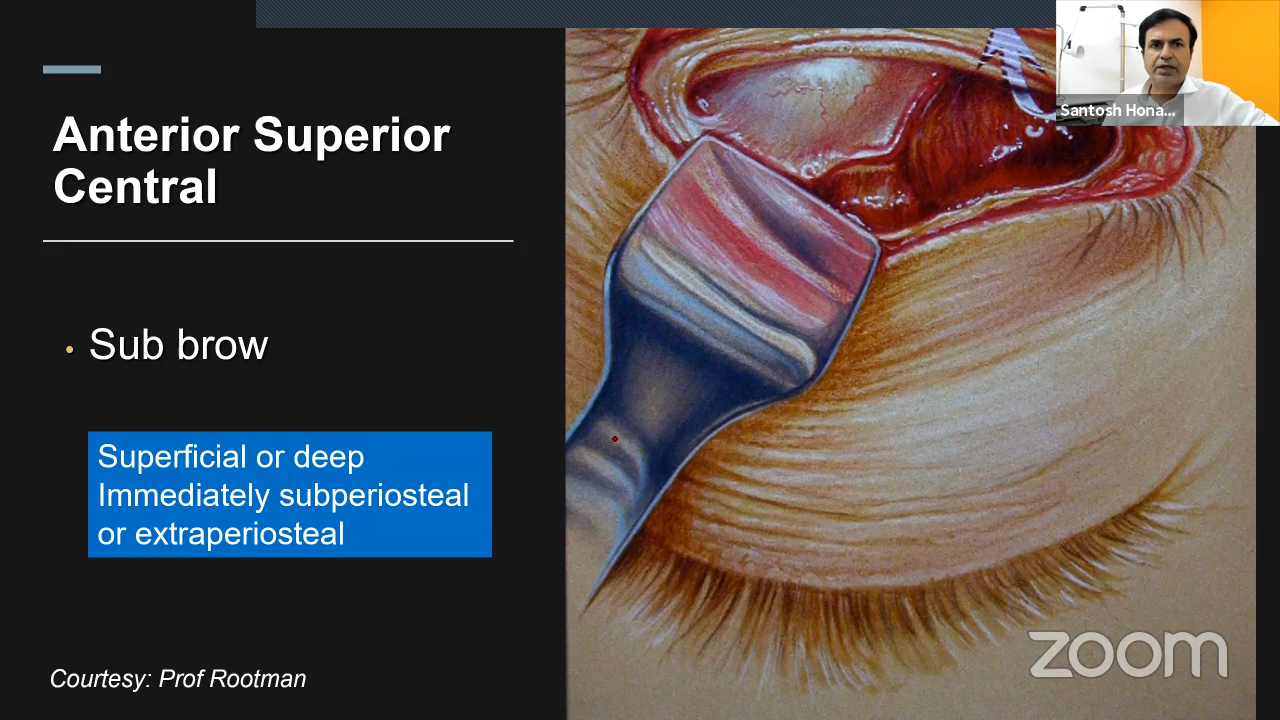 Anterior Superior
Central
Sub brow
Superficial or deep
Immediately subperiosteal
or extraperiosteal
Courtesy: Prof Rootman
Santosh Hona...
zoom